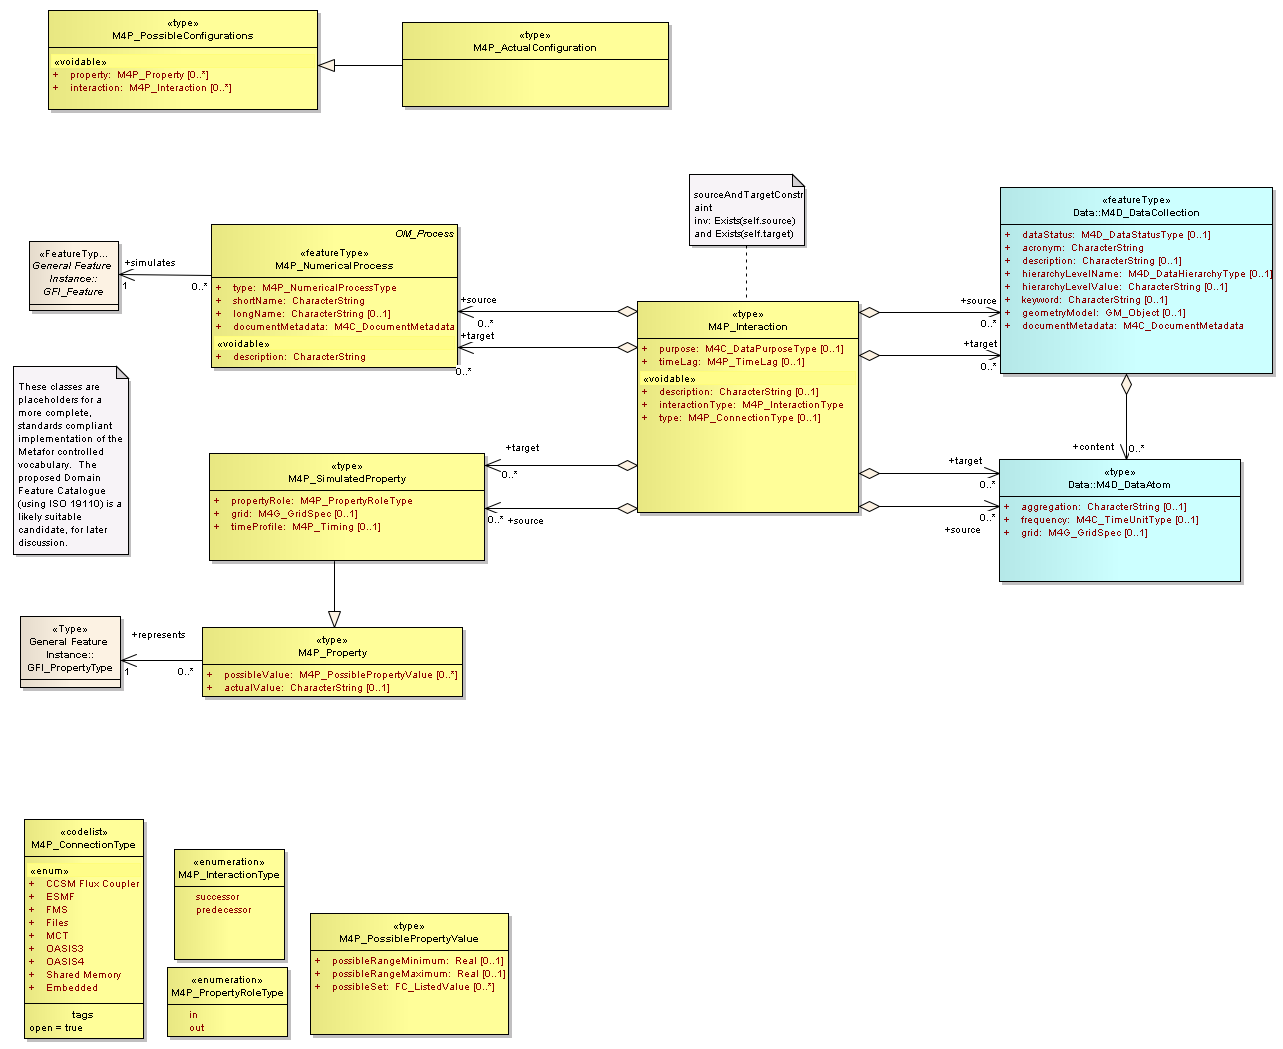 «type»
M4P_PossibleConfigurations
«voidable»
+ property: M4P_Property [0..*]
+ interaction: M4P_Interaction [0..*]
«type»
M4P_ActualConfiguration
sourceAndTargetConstr
aint
inv: Exists(self.source)
and Exists(self.target)
«FeatureTyp...
General Feature
Instance::
GFI_Feature
+simulates
1
0..*
OM_Process
«featureType»
M4P_NumericalProcess
+ type: M4P_NumericalProcessType
+ shortName: CharacterString
+ longName: CharacterString [0..1]
+ documentMetadata: M4C_DocumentMetadata
«voidable»
+ description: CharacterString
+source
0..*
+target
0..*
«type»
M4P_Interaction
+ purpose: M4C_DataPurposeType [0..1]
+ timeLag: M4P_TimeLag [0..1]
«voidable»
+ description: CharacterString [0..1]
+ interactionType: M4P_InteractionType
+ type: M4P_ConnectionType [0..1]
+source
0..*
+target
0..*
«featureType»
Data::M4D_DataCollection
+ dataStatus: M4D_DataStatusType [0..1]
+ acronym: CharacterString
+ description: CharacterString [0..1]
+ hierarchyLevelName: M4D_DataHierarchyType [0..1]
+ hierarchyLevelValue: CharacterString [0..1]
+ keyword: CharacterString [0..1]
+ geometryModel: GM_Object [0..1]
+ documentMetadata: M4C_DocumentMetadata
+content
0..*
These classes are
placeholders for a
more complete,
standards compliant
implementation of the
Metafor controlled
vocabulary. The
proposed Domain
Feature Catalogue
(using ISO 19110) is a
likely suitable
candidate, for later
discussion.
«type»
M4P_SimulatedProperty
+ propertyRole: M4P_PropertyRoleType
+ grid: M4G_GridSpec [0..1]
+ timeProfile: M4P_Timing [0..1]
+target
0..*
0..*
+source
+target
0..*
0..*
+source
«type»
Data::M4D_DataAtom
+ aggregation: CharacterString [0..1]
+ frequency: M4C_TimeUnitType [0..1]
+ grid: M4G_GridSpec [0..1]
«Type»
General Feature
Instance::
GFI_PropertyType
+represents
1
0..*
«type»
M4P_Property
+ possibleValue: M4P_PossiblePropertyValue [0..*]
+ actualValue: CharacterString [0..1]
«codelist»
M4P_ConnectionType
«enum»
+ CCSM Flux Coupler
+ ESMF
+ FMS
+ Files
+ MCT
+ OASIS3
+ OASIS4
+ Shared Memory
+ Embedded
tags
open = true
«enumeration»
M4P_InteractionType
successor
predecessor
«enumeration»
M4P_PropertyRoleType
in
out
«type»
M4P_PossiblePropertyValue
+ possibleRangeMinimum: Real [0..1]
+ possibleRangeMaximum: Real [0..1]
+ possibleSet: FC_ListedValue [0..*]